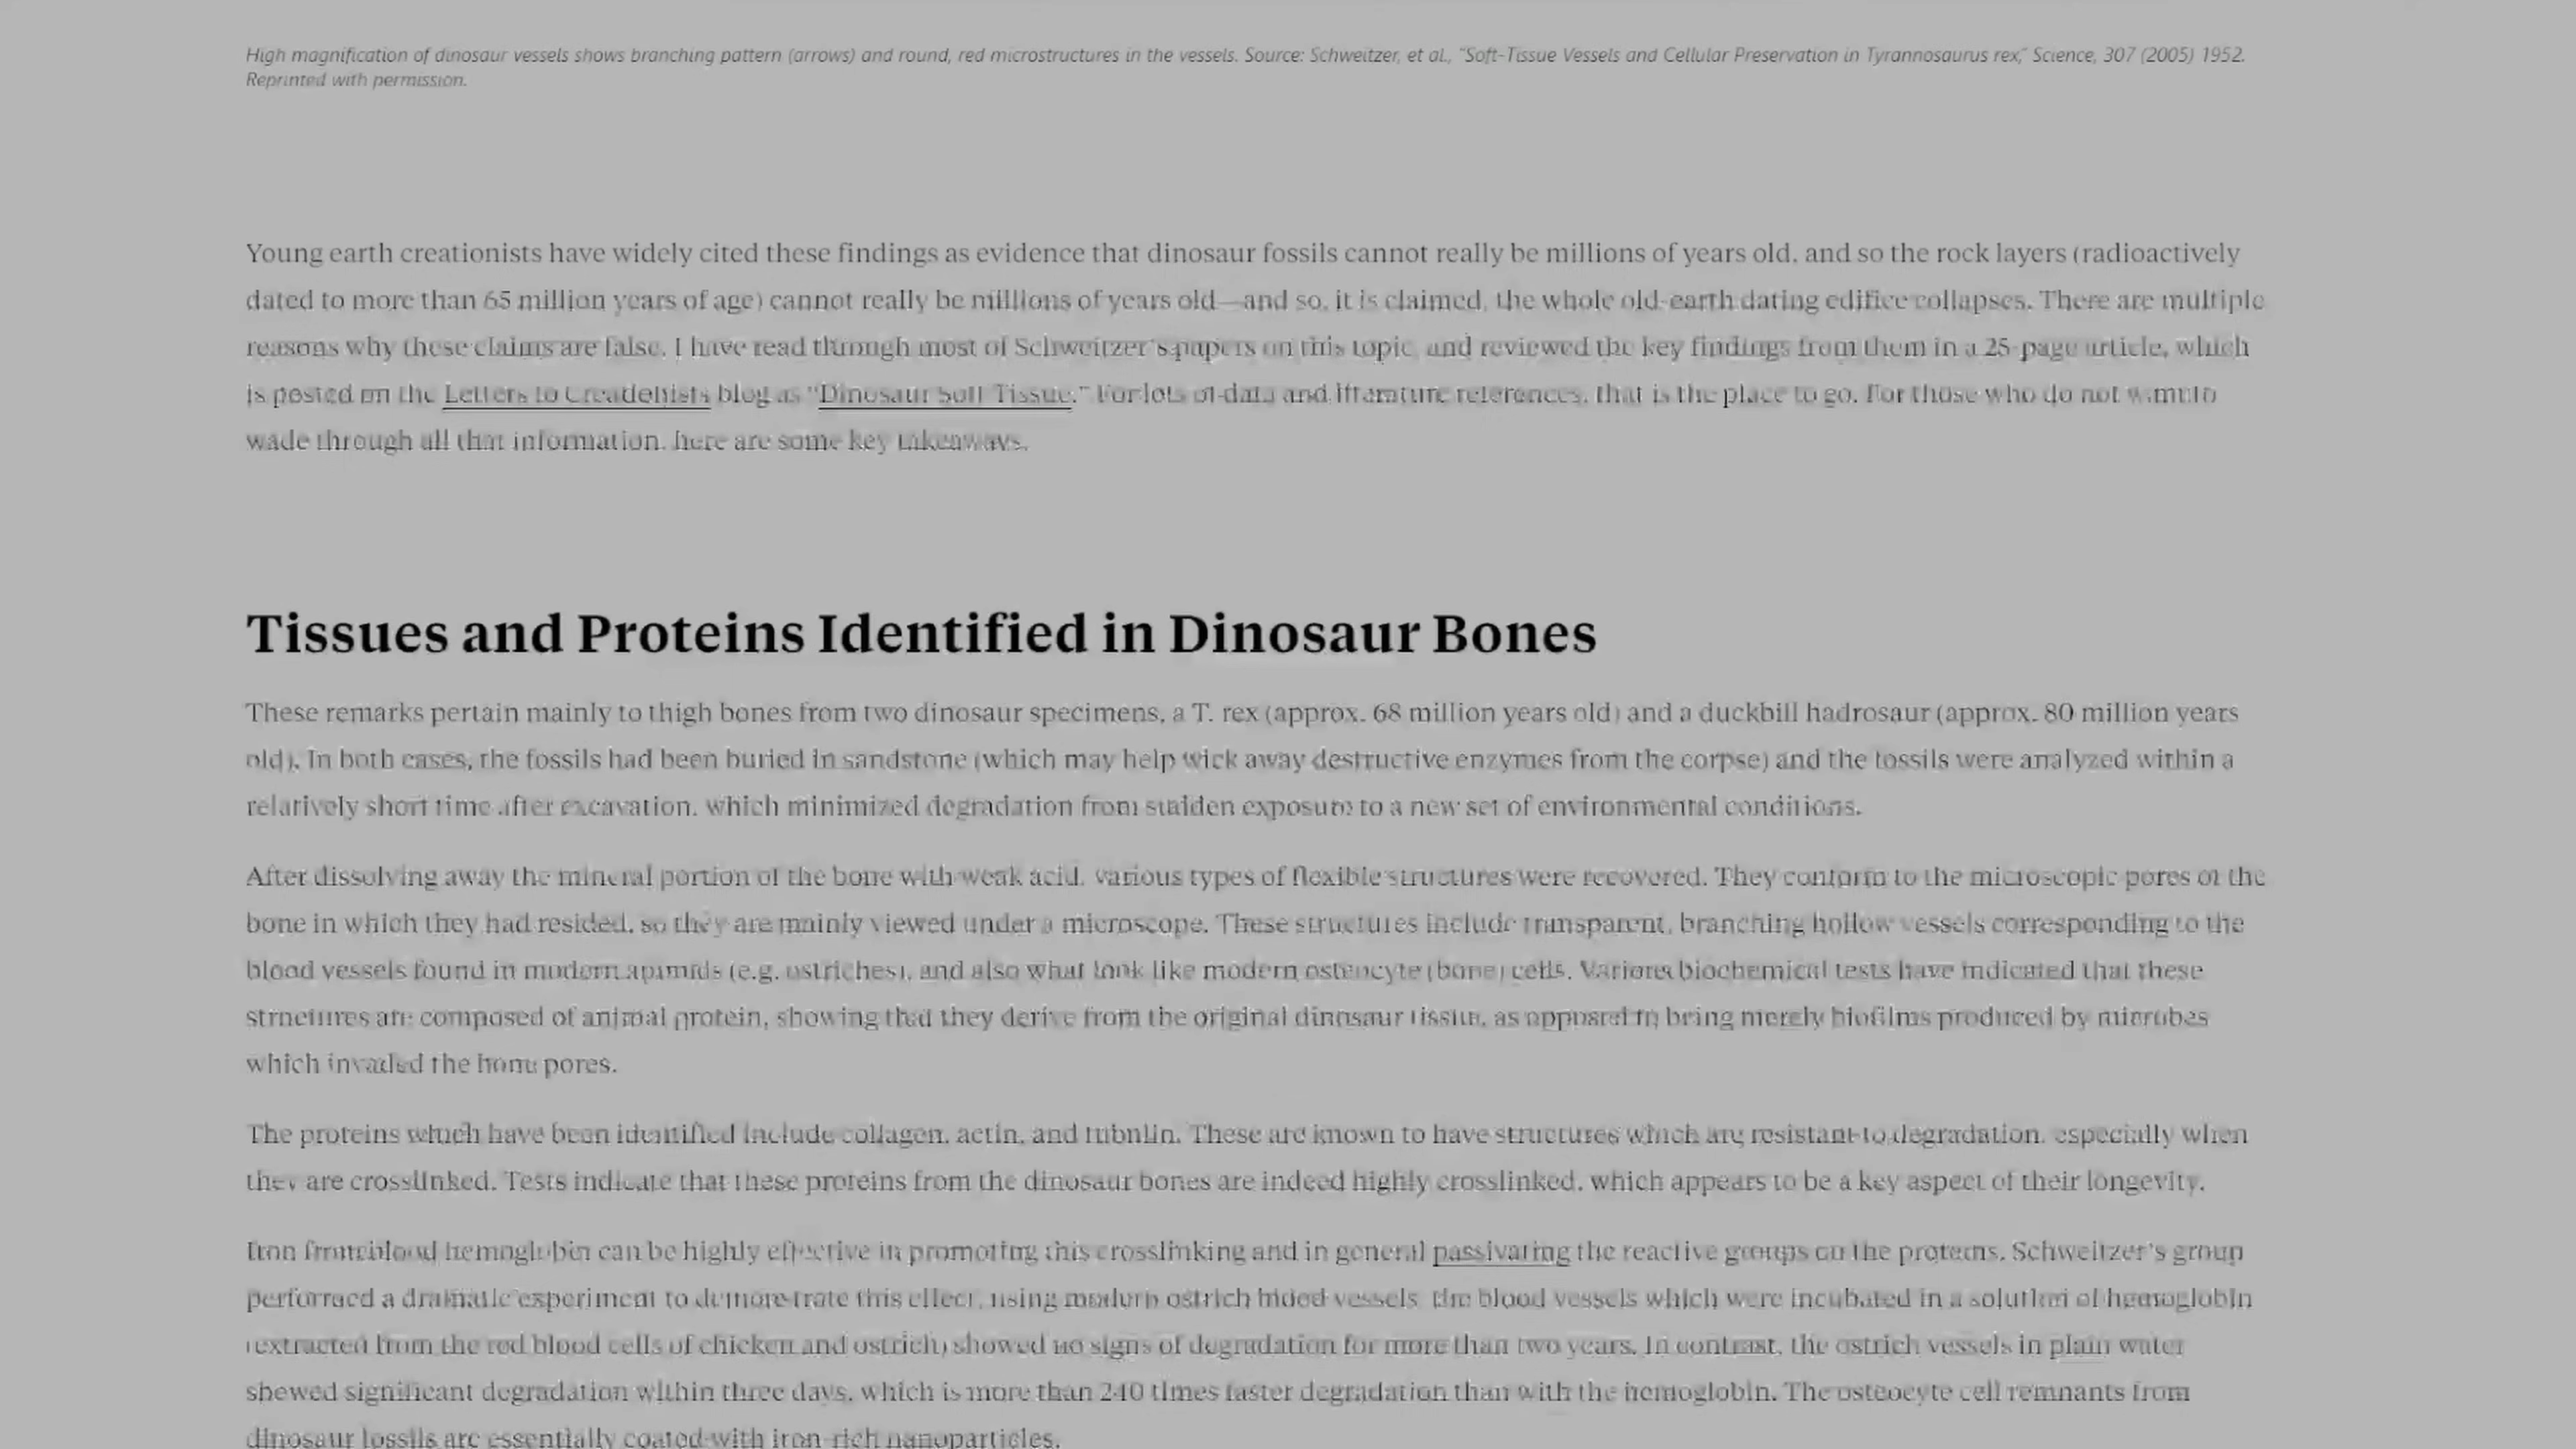 High magnification of dinosaur vessels shows branching pattern (arrows) and round, red microstructures in the vessels. Source: Schweitzer, et al., "Soft-Tissue Vessels and Cellular Preservation in Tyrannosaurus rex," Science, 307 (2005) 1952.
Reprinted with permission.
Young earth creationists have widely cited these findings as evidence that dinosaur fossils cannot really be millions of years old, and so the rock layers (radioactively
dated to more than 65 million years of age) cannot really be millions of years old—and so, it is claimed, the whole old-earth dating edifice collapses. There are multiple
reasons why these claims are false. I have read through most of Schweitzer's papers on this topic, and reviewed the key findings from them in a 25-page article, which
is posted on the Letters to Creationists blog as "Dinosaur Soft Tissue." For lots of data and literature references, that is the place to go. For those who do not want to
wade through all that information, here are some key takeaways.
Tissues and Proteins Identified in Dinosaur Bones
These remarks pertain mainly to thigh bones from two dinosaur specimens, a T. rex (approx. 68 million years old) and a duckbill hadrosaur (approx. 80 million years
old). In both cases, the fossils had been buried in sandstone (which may help wick away destructive enzymes from the corpse) and the fossils were analyzed within a
relatively short time after excavation, which minimized degradation from sudden exposure to a new set of environmental conditions.
After dissolving away the mineral portion of the bone with weak acid, various types of flexible structures were recovered. They conform to the microscopic pores of the
bone in which they had resided, so they are mainly viewed under a microscope. These structures include transparent, branching hollow vessels corresponding to the
blood vessels found in modern animals (e.g. ostriches), and also what look like modern osteocyte (bone) cells. Various biochemical tests have indicated that these
structures are composed of animal protein, showing that they derive from the original dinosaur tissue, as opposed to being merely biofilms produced by microbes
which invaded the bone pores.
The proteins which have been identified include collagen, actin, and tubulin. These are known to have structures which are resistant to degradation, especially when
they are crosslinked. Tests indicate that these proteins from the dinosaur bones are indeed highly crosslinked, which appears to be a key aspect of their longevity.
Iron from blood hemoglobin can be highly effective in promoting this crosslinking and in general passivating the reactive groups on the proteins. Schweitzer's group
performed a dramatic experiment to demonstrate this effect, using modern ostrich blood vessels: the blood vessels which were incubated in a solution of hemoglobin
(extracted from the red blood cells of chicken and ostrich) showed no signs of degradation for more than two years. In contrast, the ostrich vessels in plain water
showed significant degradation within three days, which is more than 240 times faster degradation than with the hemoglobin. The osteocyte cell remnants from
dinosaur fossils are essentially coated with iron-rich nanoparticles.